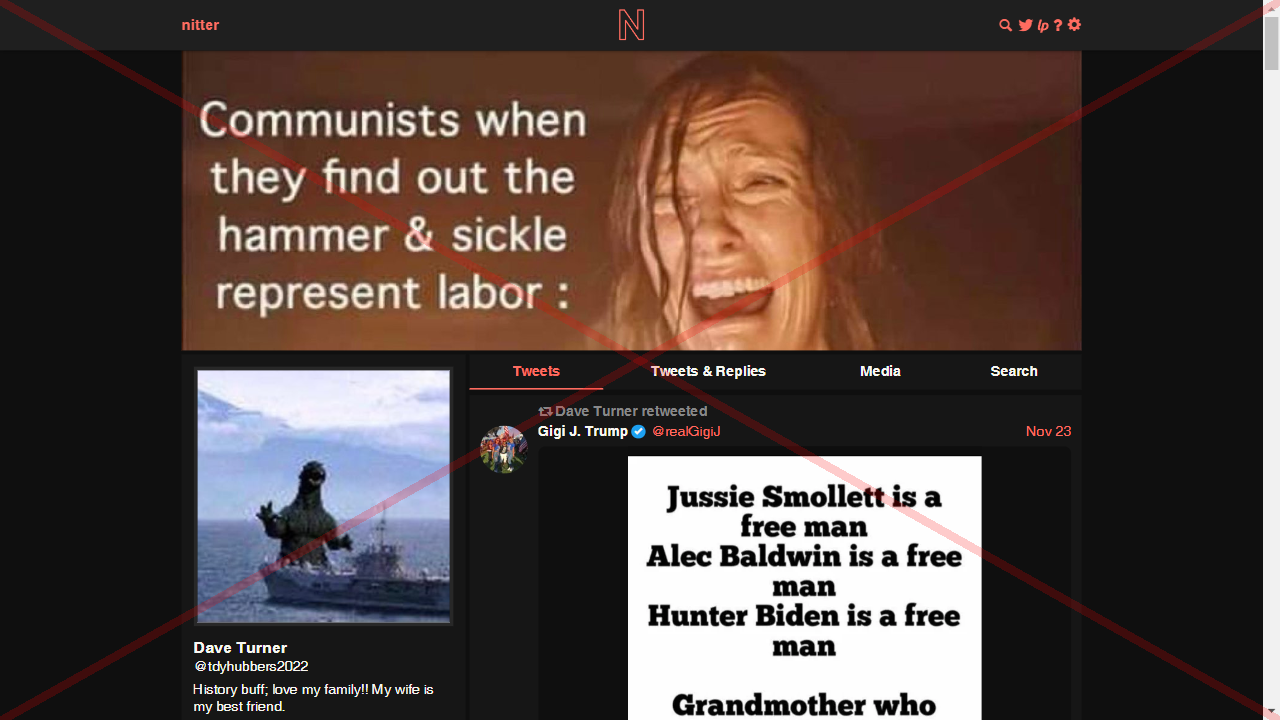 nitter
N
lp ?
Communists when
they find out the
hammer & sickle
represent labor :
Tweets
Tweets & Replies
Media
Search
Dave Turner retweeted
Gigi J. Trump @realGigiJ
Nov 23
Jussie Smollett is a
free man
Alec Baldwin is a free
man
Hunter Biden is a free
man
Grandmother who
Dave Turner
@tdyhubbers2022
History buff; love my family!! My wife is
my best friend.